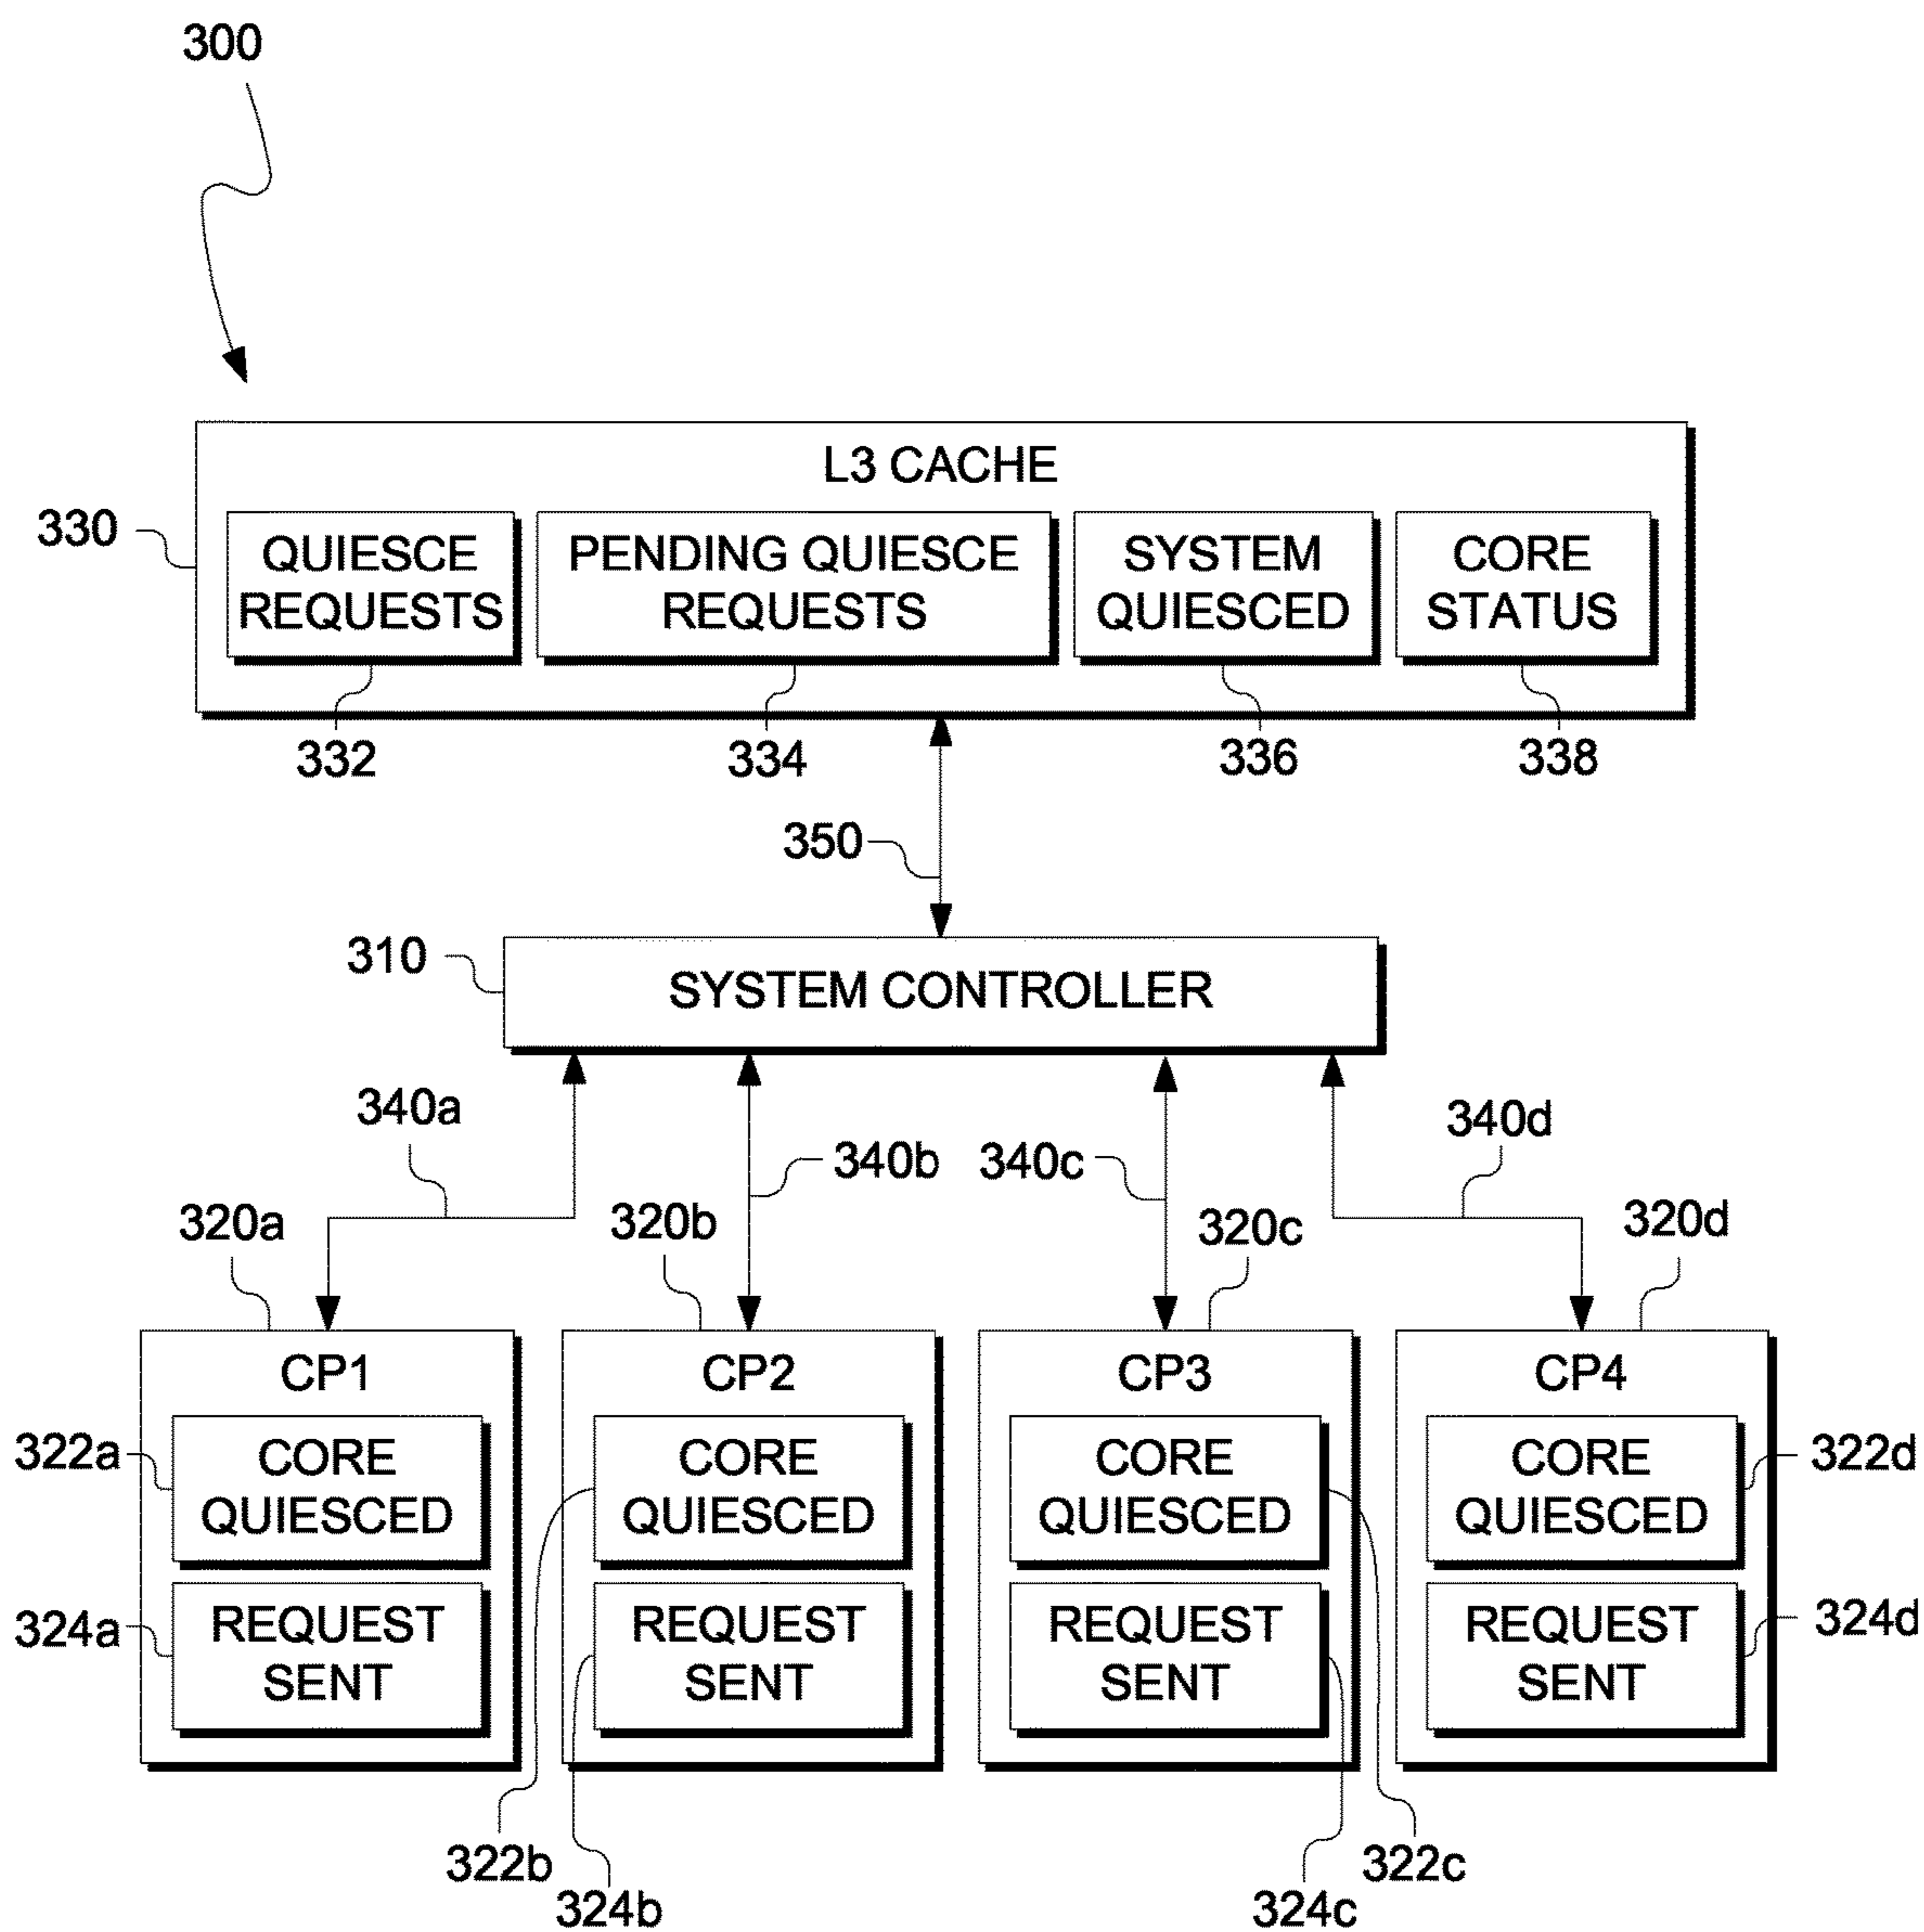 300
L3 CACHE
330
QUIESCE
REQUESTS
PENDING QUIESCE
REQUESTS
SYSTEM
QUIESCED
CORE
STATUS
332
334
336
338
350
310
SYSTEM CONTROLLER
340a
340b
340c
340d
320a
320b
320c
320d
CP1
CP2
CP3
CP4
322a
CORE
QUIESCED
CORE
QUIESCED
CORE
QUIESCED
CORE
QUIESCED
322d
324a
REQUEST
SENT
REQUEST
SENT
REQUEST
SENT
REQUEST
SENT
324d
322b
324b
322c
324c